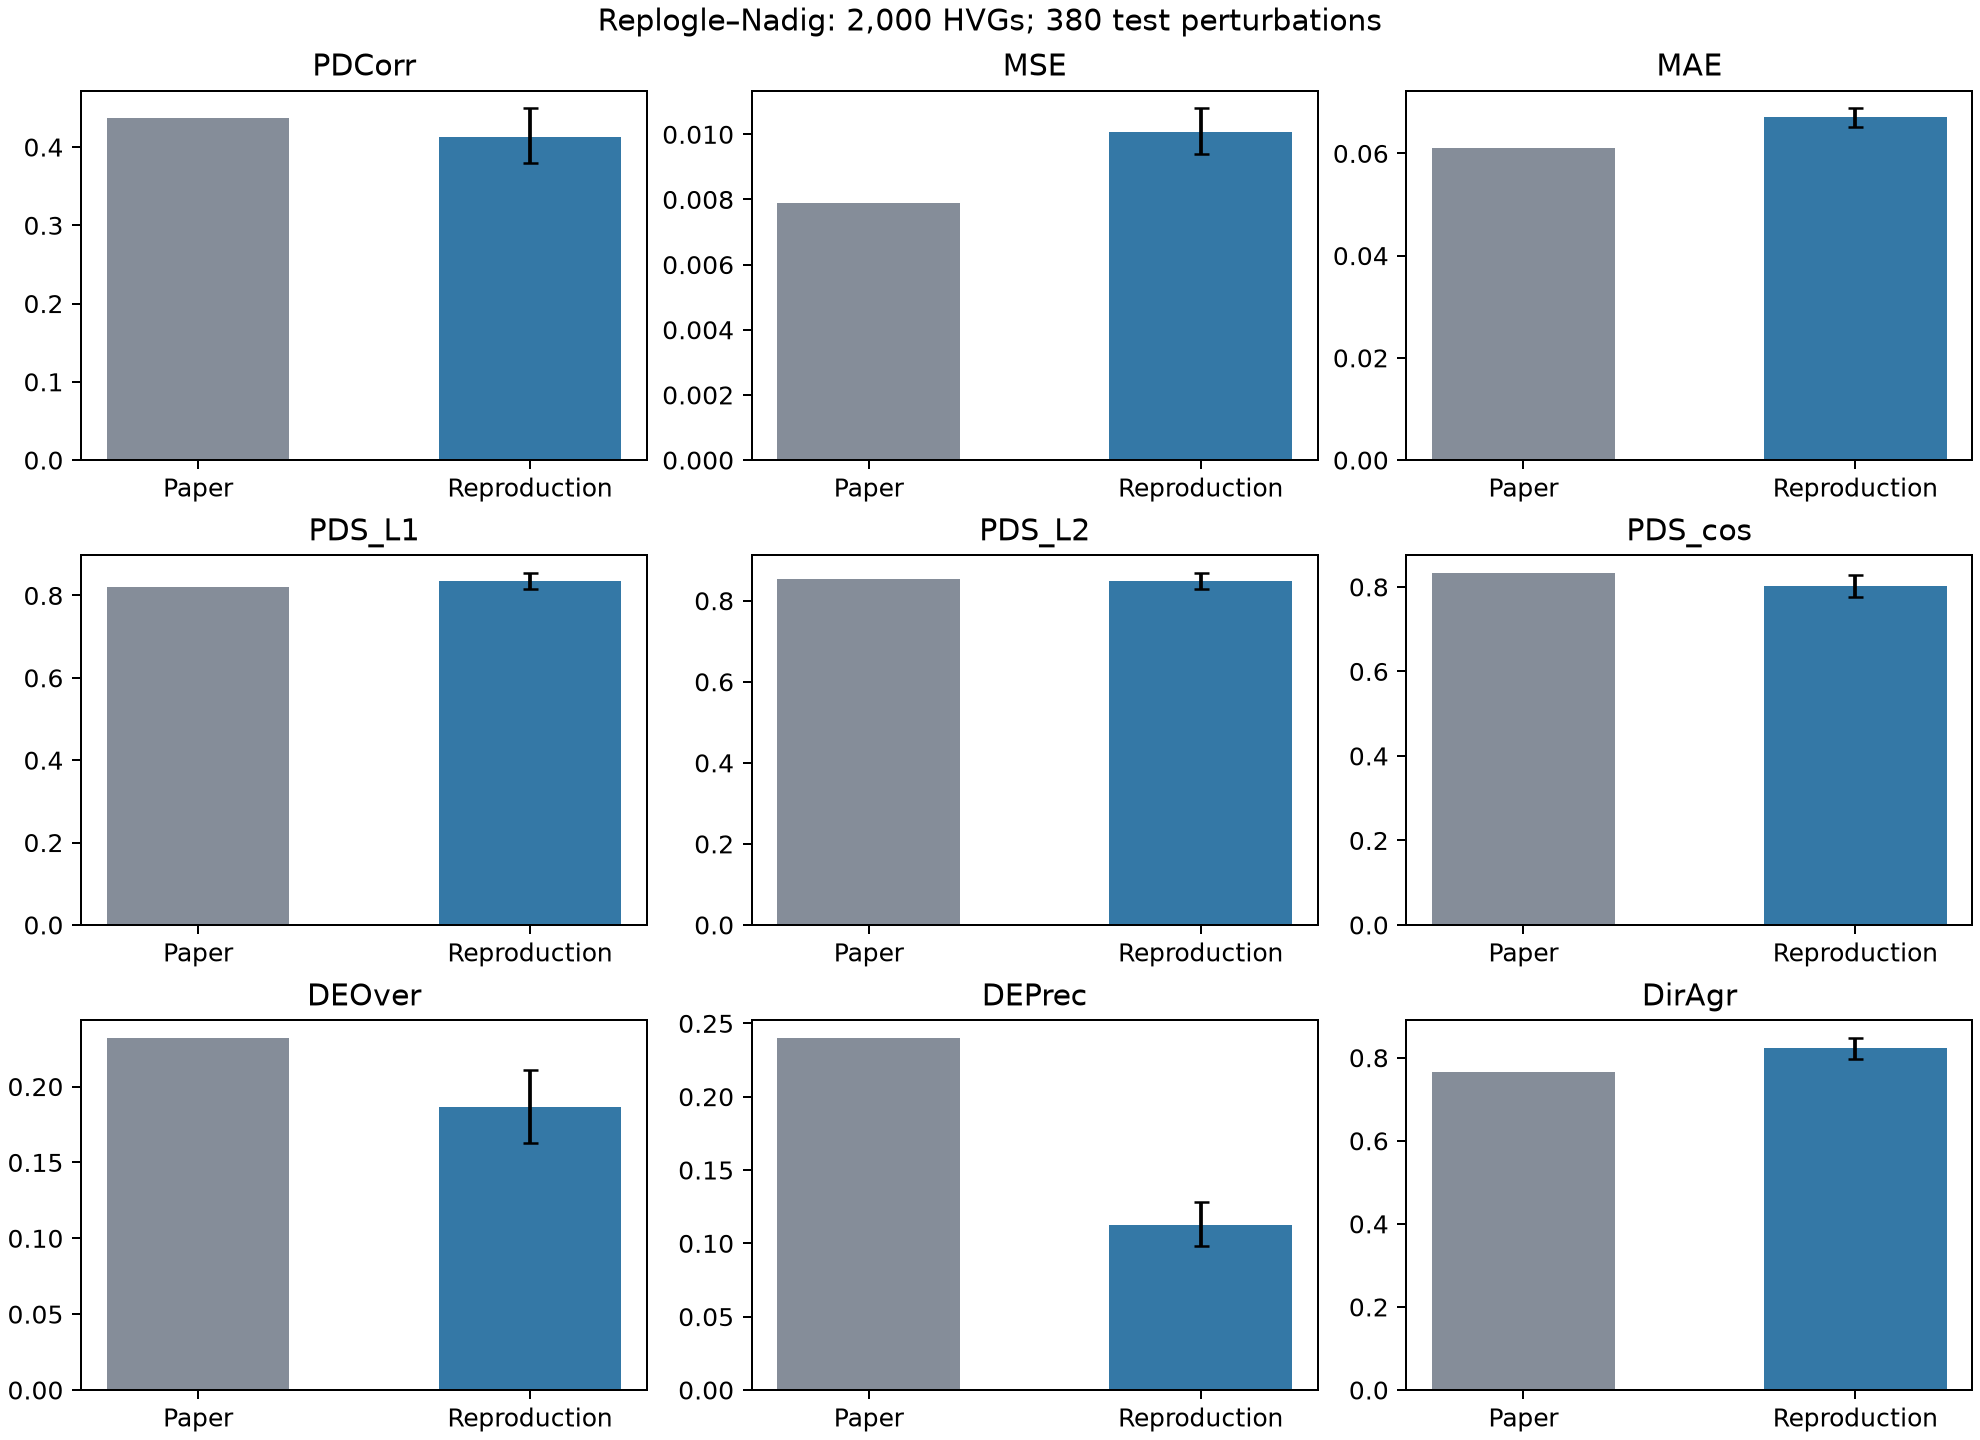 Replogle–Nadig: 2,000 HVGs; 380 test perturbations
PDCorr
0.4
0.3
0.2
0.1
0.0
Paper Reproduction
MSE
0.010
0.008
0.006
0.004
0.002
0.000
Paper Reproduction
MAE
0.06
0.04
0.02
0.00
Paper Reproduction
PDS_L1
0.8
0.6
0.4
0.2
0.0
Paper Reproduction
PDS_L2
0.8
0.6
0.4
0.2
0.0
Paper Reproduction
PDS_cos
0.8
0.6
0.4
0.2
0.0
Paper Reproduction
DEOver
0.20
0.15
0.10
0.05
0.00
Paper Reproduction
DEPrec
0.25
0.20
0.15
0.10
0.05
0.00
Paper Reproduction
DirAgr
0.8
0.6
0.4
0.2
0.0
Paper Reproduction